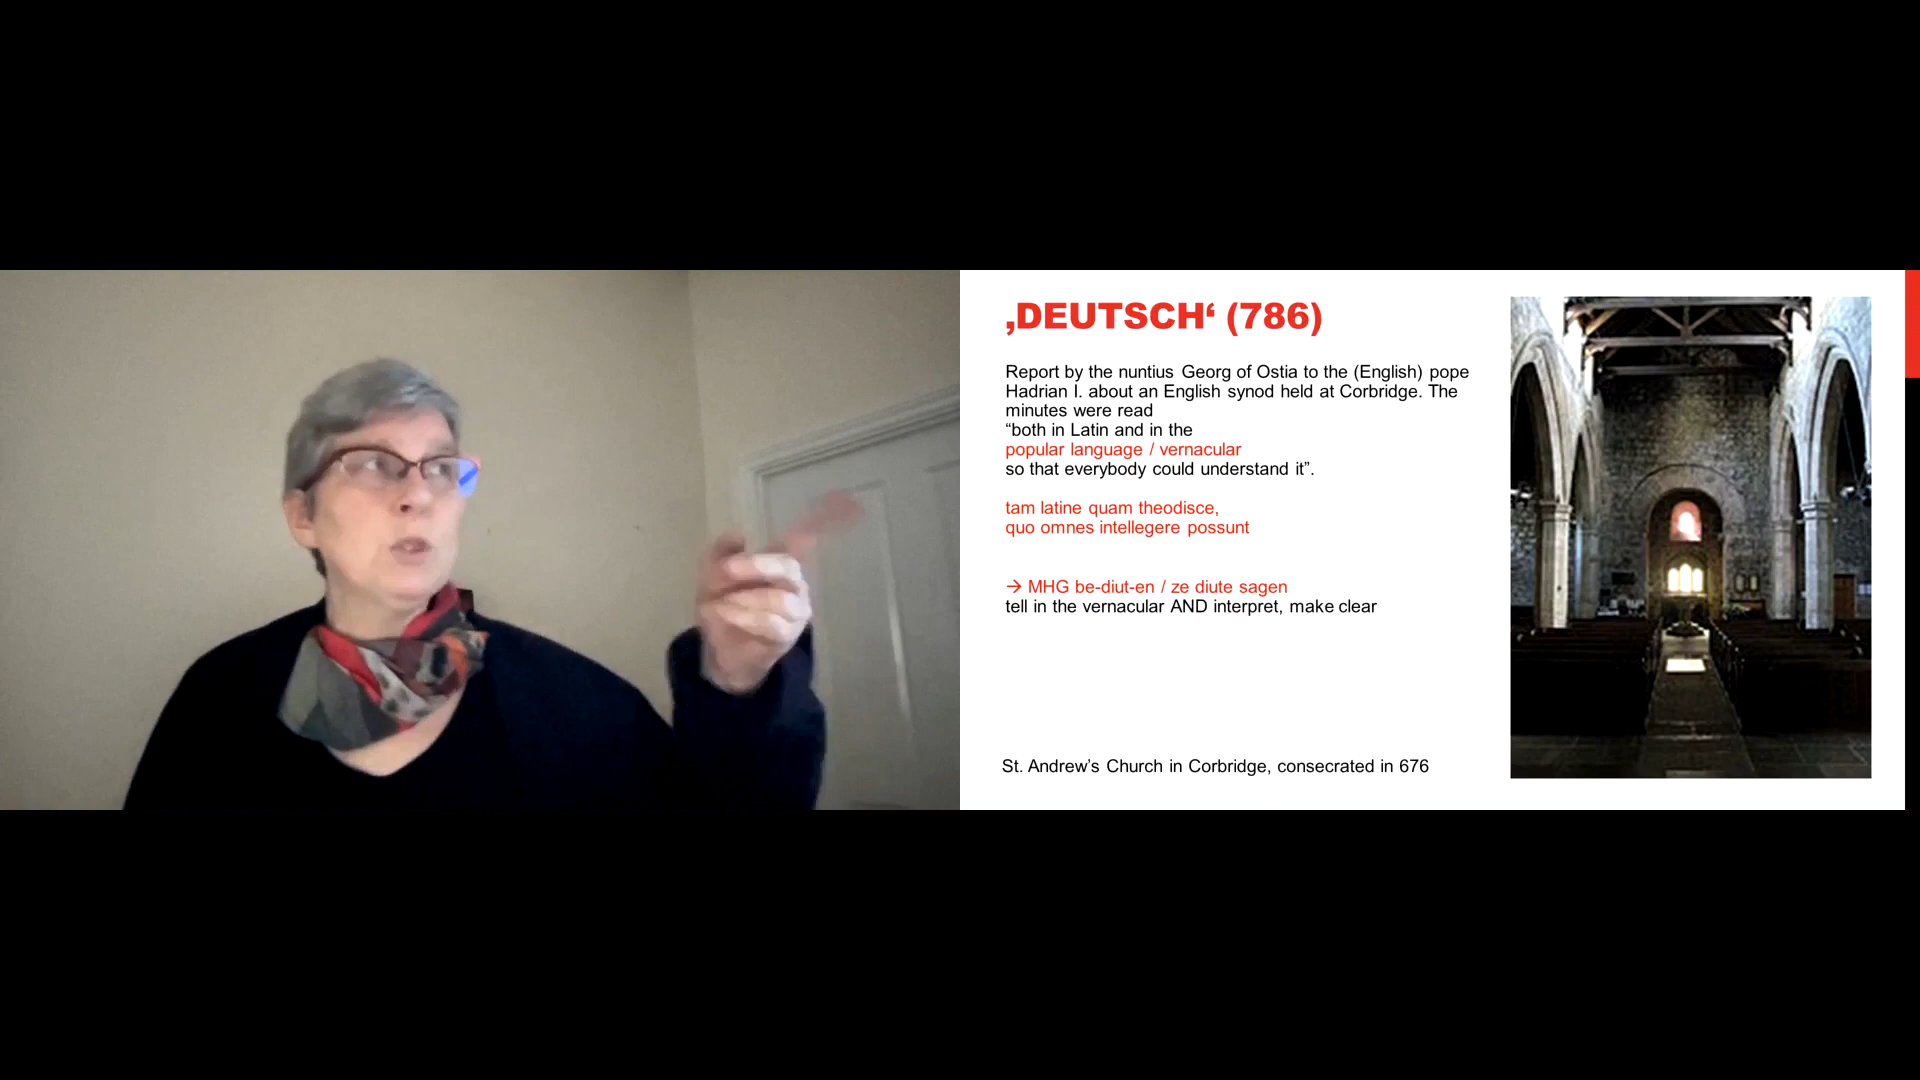 ‚DEUTSCH‘ (786)
Report by the nuntius Georg of Ostia to the (English) pope
Hadrian I. about an English synod held at Corbridge. The
minutes were read
“both in Latin and in the
popular language / vernacular
so that everybody could understand it”.
tam latine quam theodisce,
quo omnes intellegere possunt
→ MHG be-diut-en / ze diute sagen
tell in the vernacular AND interpret, make clear
St. Andrew’s Church in Corbridge, consecrated in 676